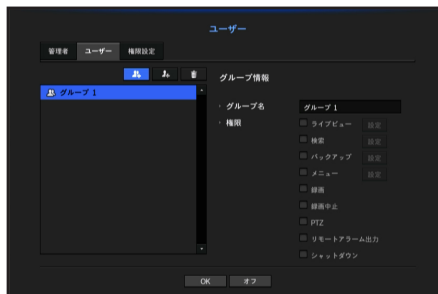 ユーザー
管理者 ユーザー 権限設定
グループ情報
グループ 1
グループ名 グループ 1
権限
ライブビュー 設定
検索 設定
バックアップ 設定
メニュー 設定
録画
録画中止
PTZ
リモートアラーム出力
シャットダウン
OK オフ